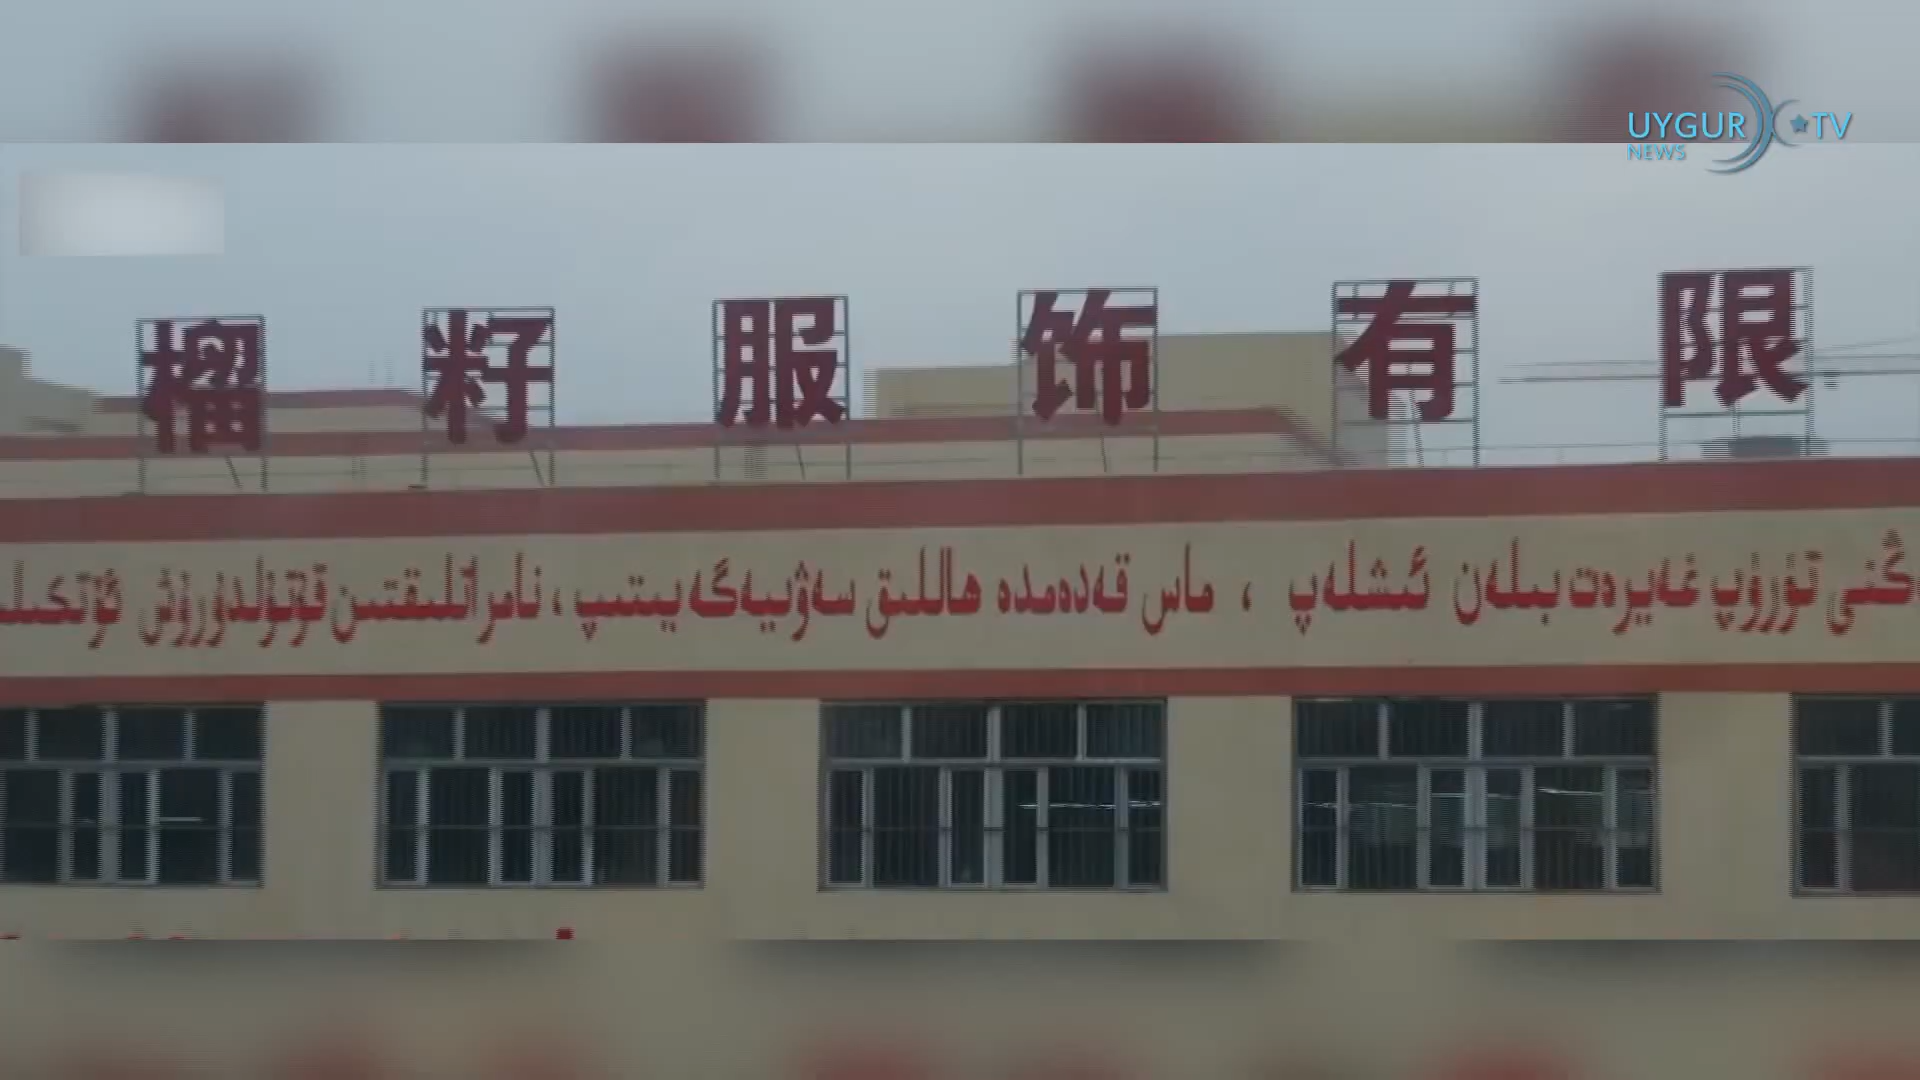 UYGUR TV
NEWS
榴籽服饰有限
تۈرۈپ غەيرەت بىلەن ئىشلەپ ، ماس قەدەمدە ھاللىق سەۋىيەگە يېتىپ ، نامراتلىقتىن قۇتۇلدۇرۇش